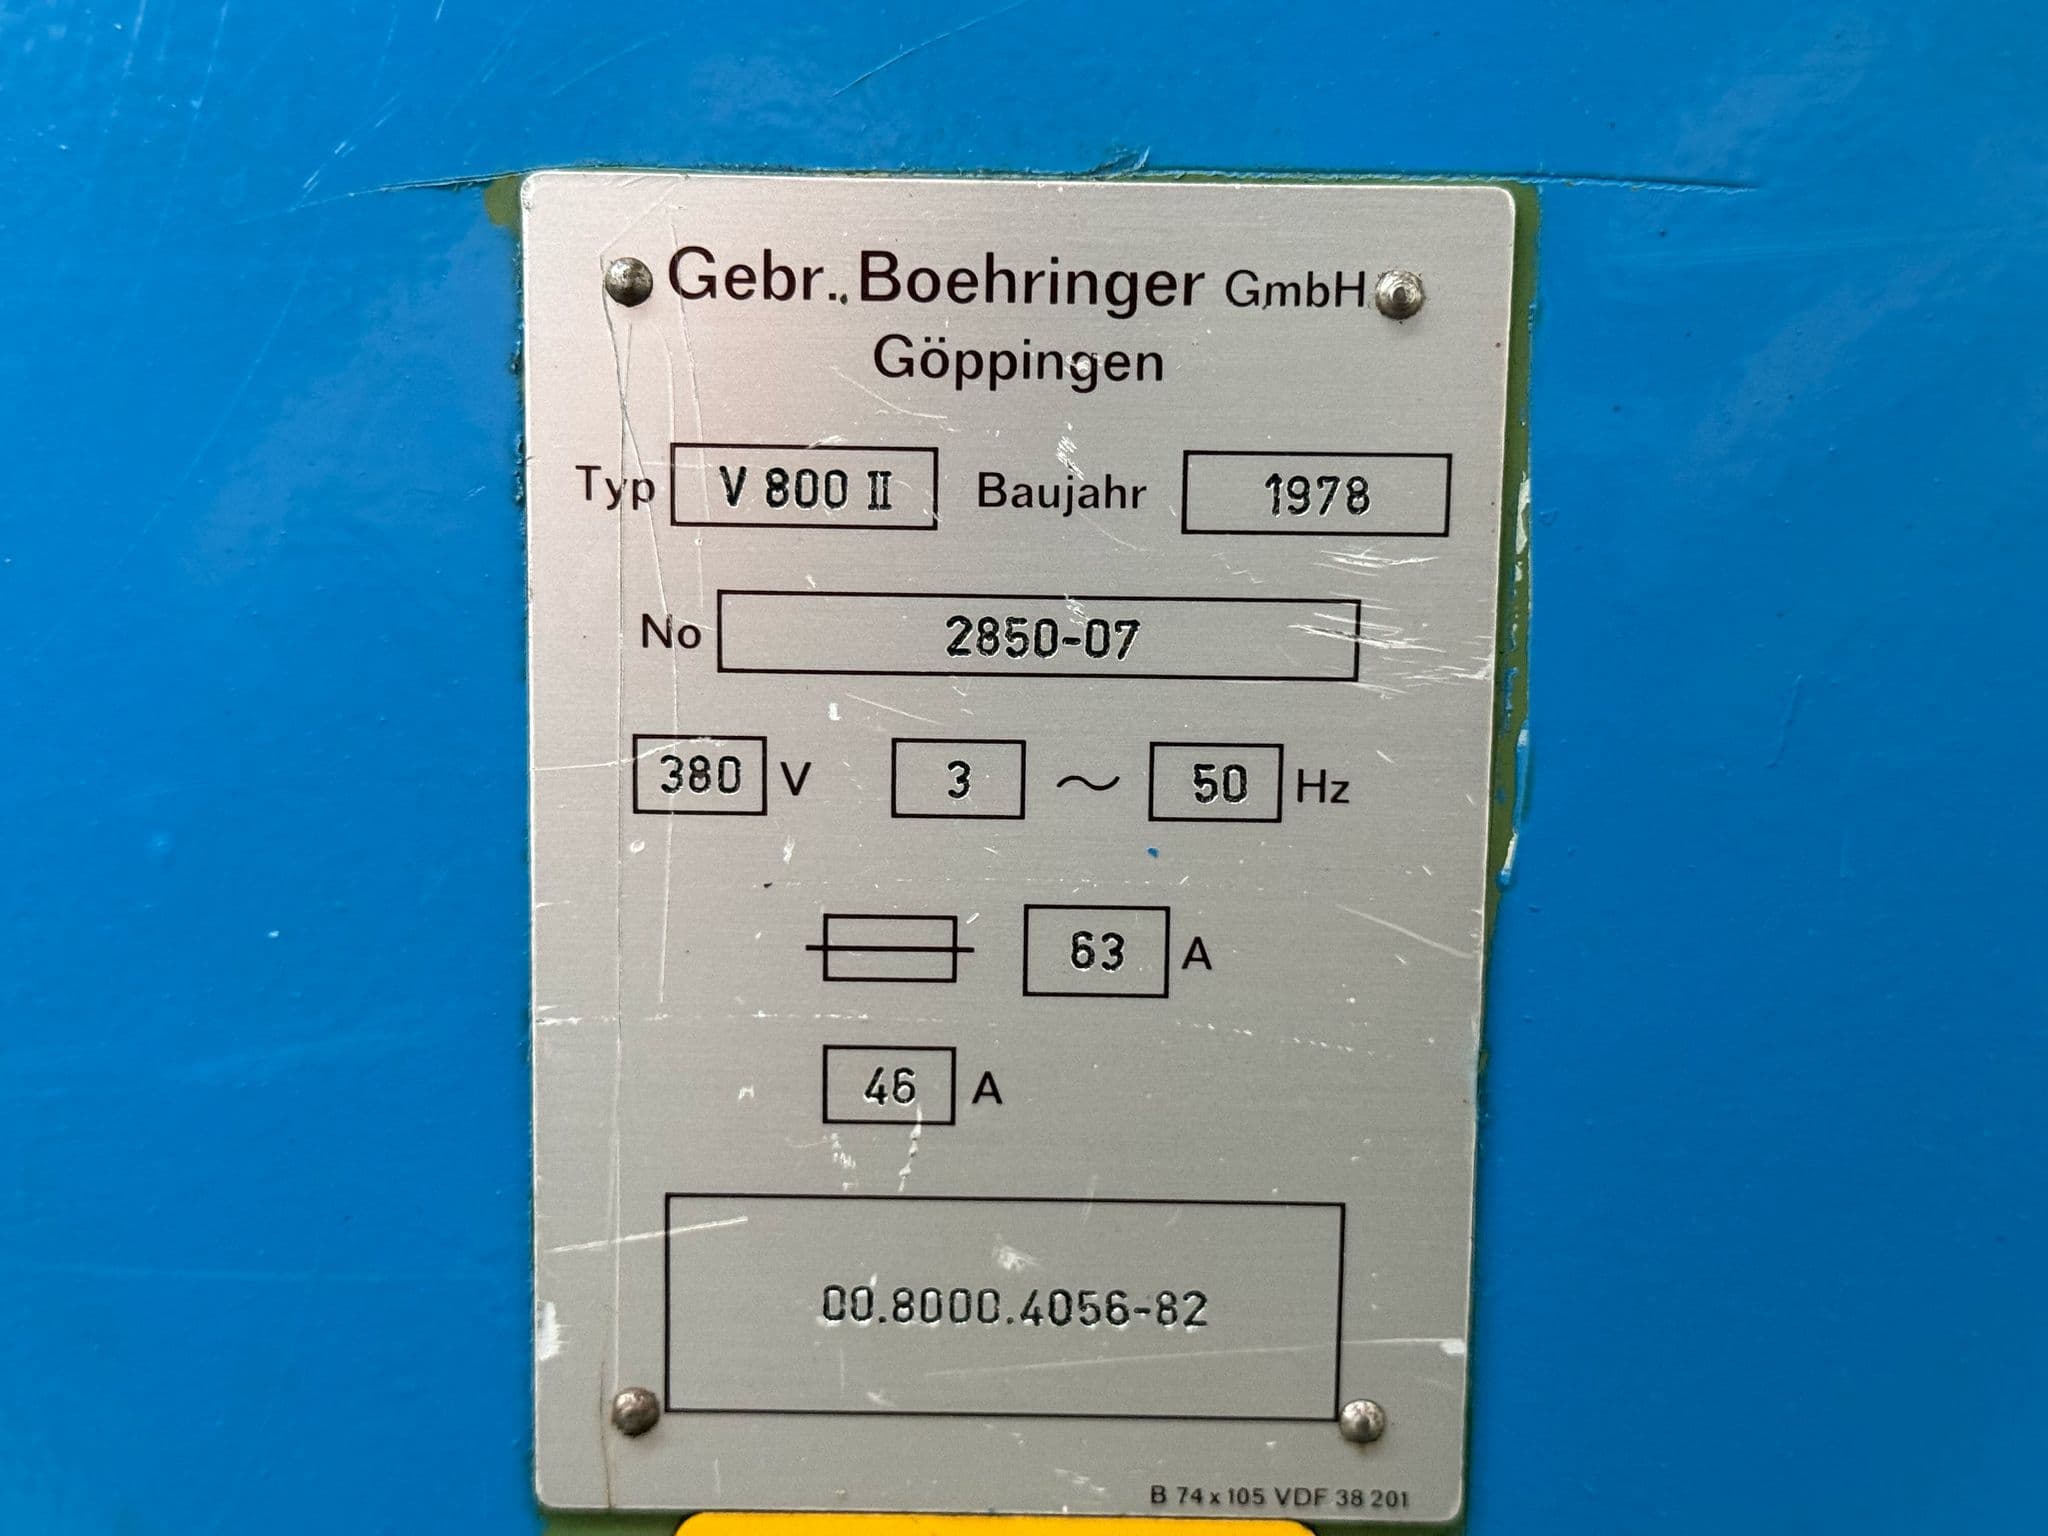 Gebr. Boehringer GmbH
Göppingen
Typ V 800 II Baujahr 1978
No 2850-07
380 V 3 ~ 50 Hz
63 A
46 A
00.8000.4056-82
B 74 x 105 VDF 38 201